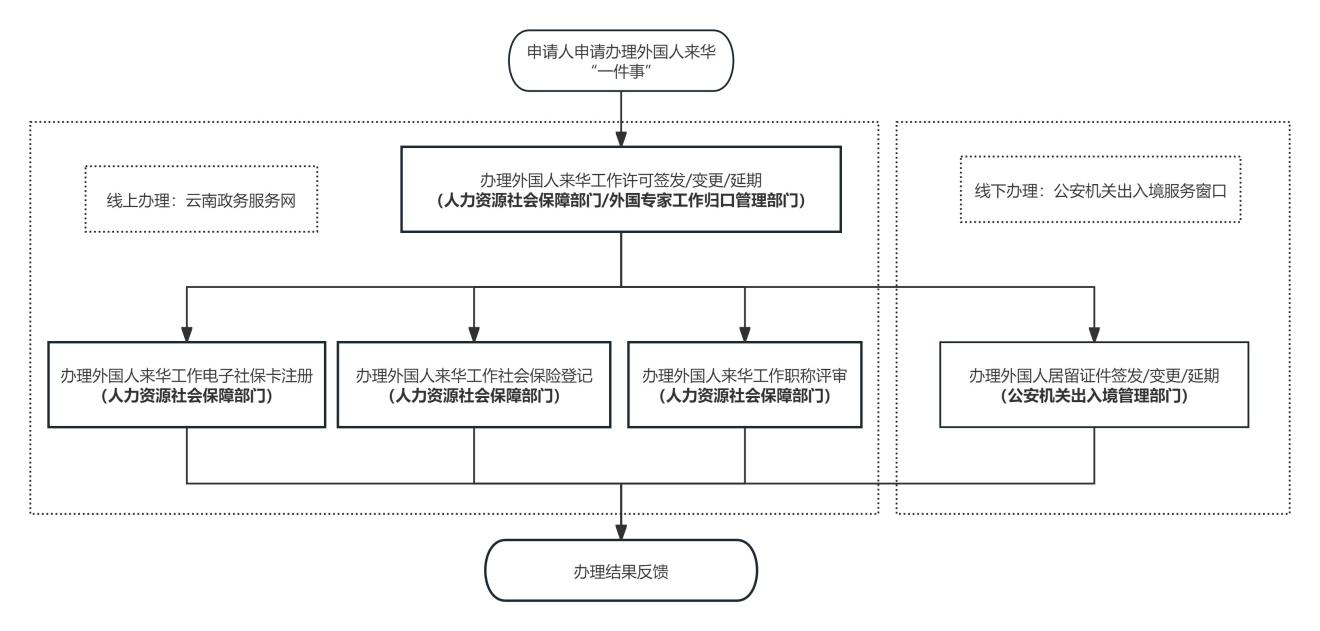 申请人申请办理外国人来华
“一件事”
线上办理：云南政务服务网
办理外国人来华工作许可签发/变更/延期
（人力资源社会保障部门/外国专家工作归口管理部门）
线下办理：公安机关出入境服务窗口
办理外国人来华工作电子社保卡注册
（人力资源社会保障部门）
办理外国人来华工作社会保险登记
（人力资源社会保障部门）
办理外国人来华工作职称评审
（人力资源社会保障部门）
办理外国人居留证件签发/变更/延期
（公安机关出入境管理部门）
办理结果反馈